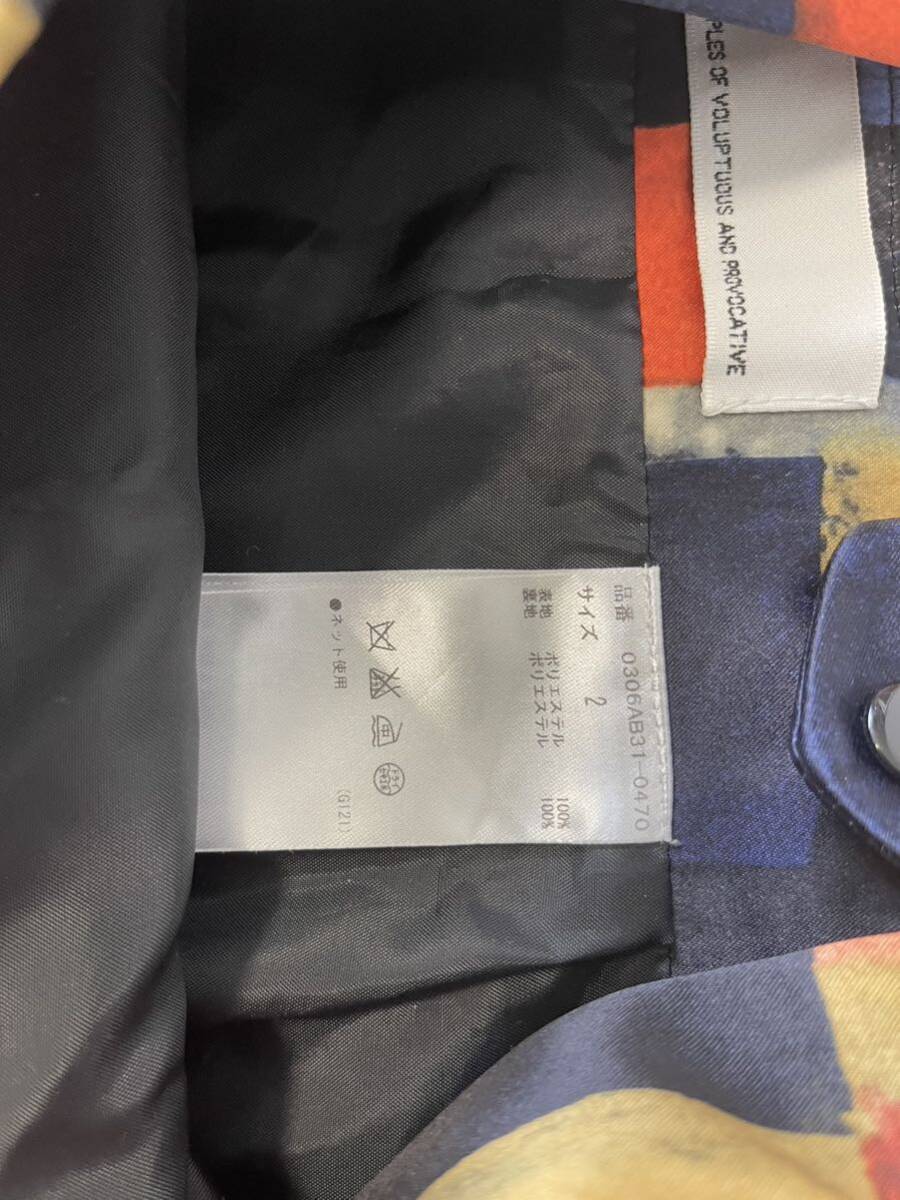 PLES OF VOLUPTUOUS AND PROVOCATIVE
品番 0306AB31-0470
サイズ 2
表地 ポリエステル 100%
裏地 ポリエステル 100%
●ネット使用
(G121)